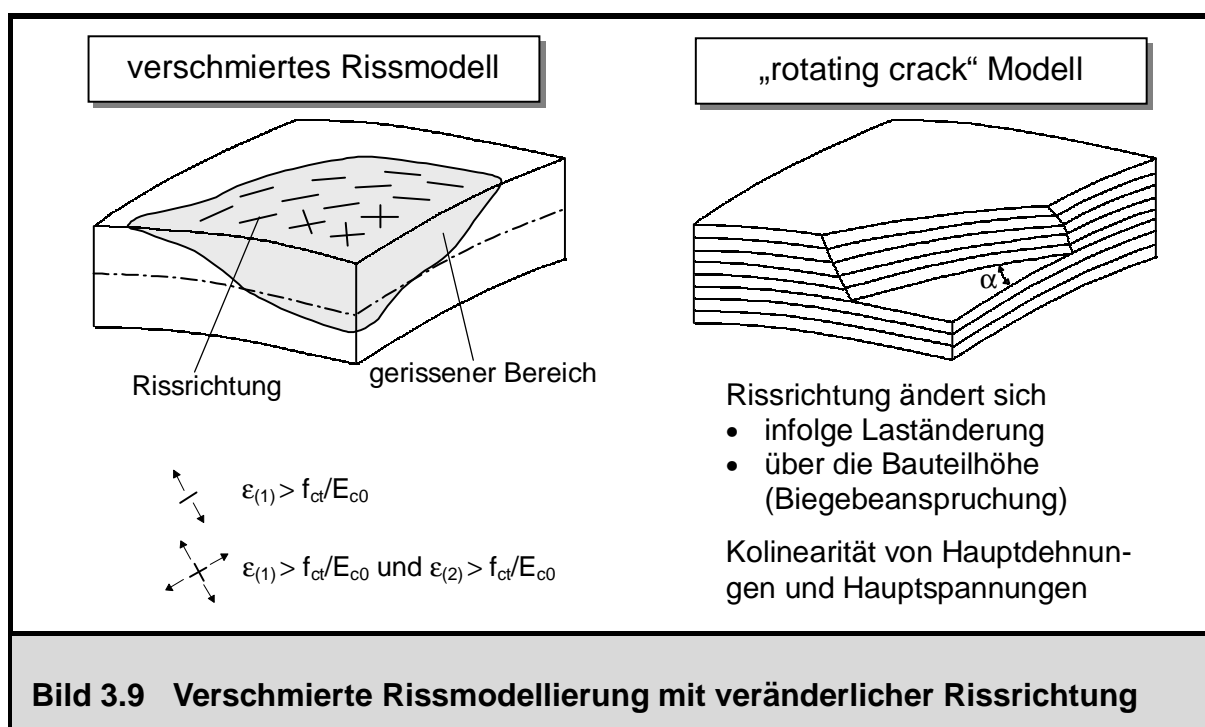 verschmiertes Rissmodell
Rissrichtung
gerissener Bereich
ε(1) > fct/Ec0
ε(1) > fct/Ec0 und ε(2) > fct/Ec0
„rotating crack“ Modell
α
Rissrichtung ändert sich
• infolge Laständerung
• über die Bauteilhöhe
(Biegebeanspruchung)
Kolinearität von Hauptdehnun-
gen und Hauptspannungen
Bild 3.9 Verschmierte Rissmodellierung mit veränderlicher Rissrichtung